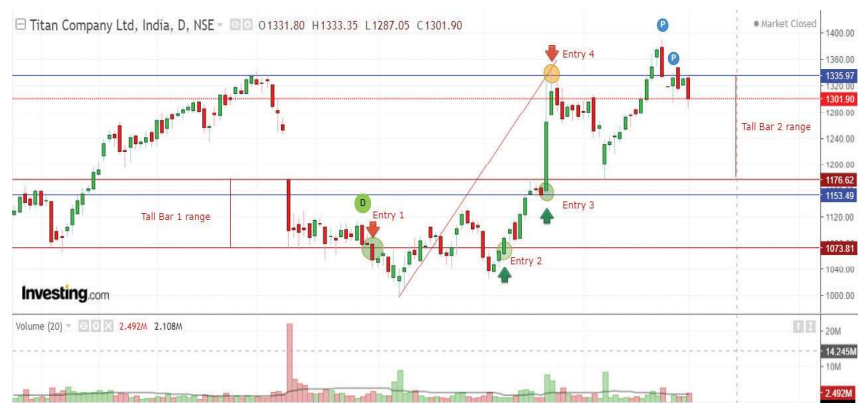 Titan Company Ltd, India, D, NSE O1331.80 H1333.35 L1287.05 C1301.90
Market Closed
P
P
Entry 4
1400.00
1360.00
1335.97
1320.00
1301.90
1280.00
1240.00
1200.00
1176.62
1153.49
1120.00
1073.81
1040.00
1000.00
Tall Bar 2 range
Tall Bar 1 range
D
Entry 1
Entry 3
Entry 2
Investing.com
Volume (20) 2.492M 2.108M
20M
14.245M
10M
2.492M